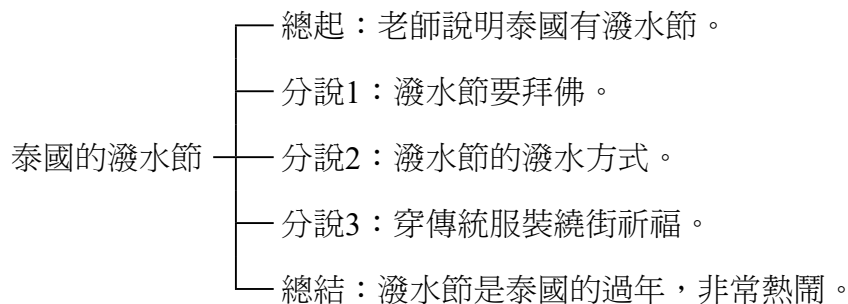 總起：老師說明泰國有潑水節。
分說1：潑水節要拜佛。
泰國的潑水節
分說2：潑水節的潑水方式。
分說3：穿傳統服裝繞街祈福。
總結：潑水節是泰國的過年，非常熱鬧。